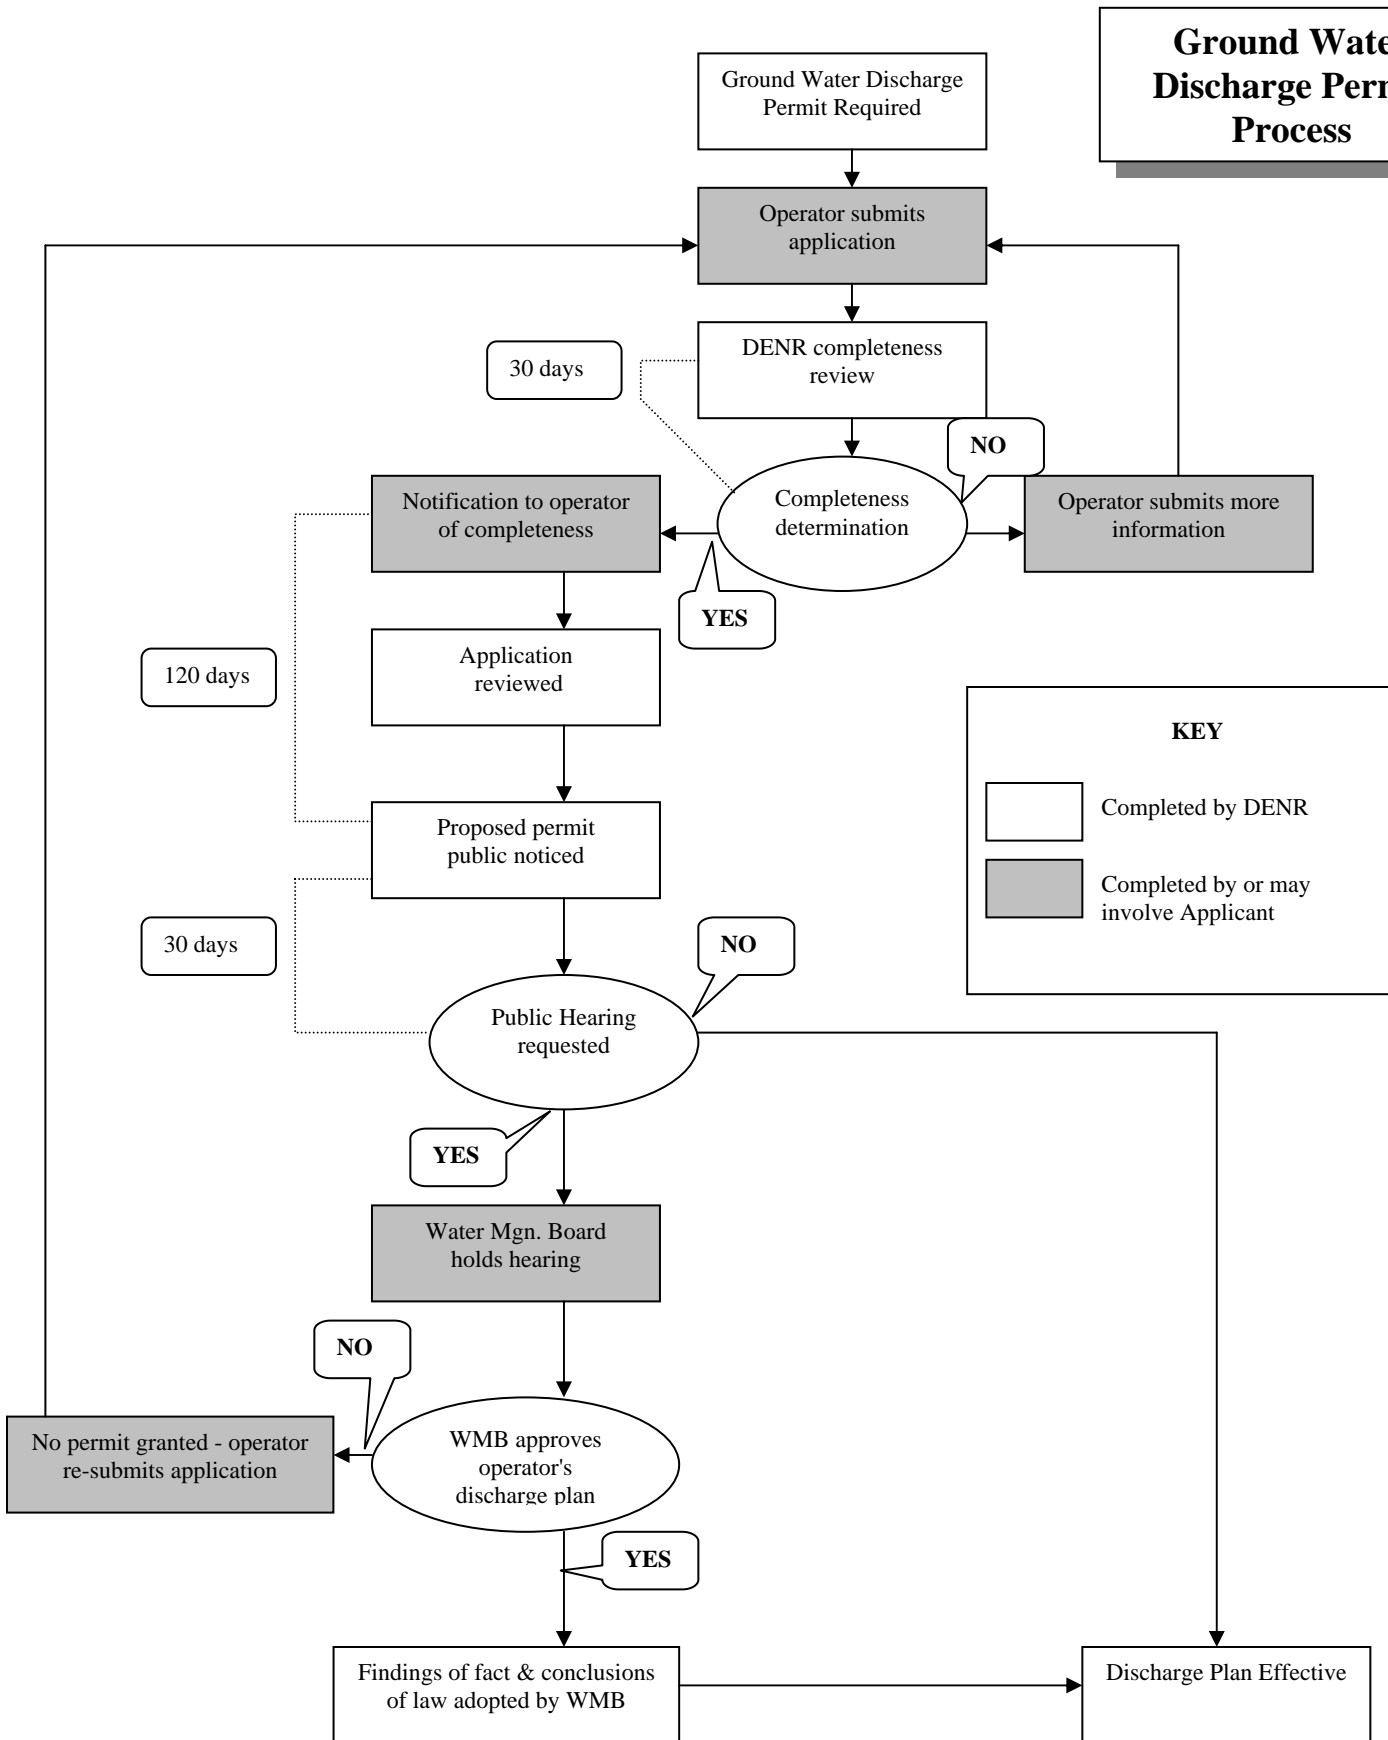 Ground Wate
Discharge Perm
Process
Ground Water Discharge
Permit Required
Operator submits
application
DENR completeness
review
30 days
NO
Completeness
determination
Notification to operator
of completeness
Operator submits more
information
YES
Application
reviewed
120 days
KEY
Completed by DENR
Completed by or may
involve Applicant
Proposed permit
public noticed
30 days
NO
Public Hearing
requested
YES
Water Mgn. Board
holds hearing
NO
No permit granted - operator
re-submits application
WMB approves
operator's
discharge plan
YES
Findings of fact & conclusions
of law adopted by WMB
Discharge Plan Effective